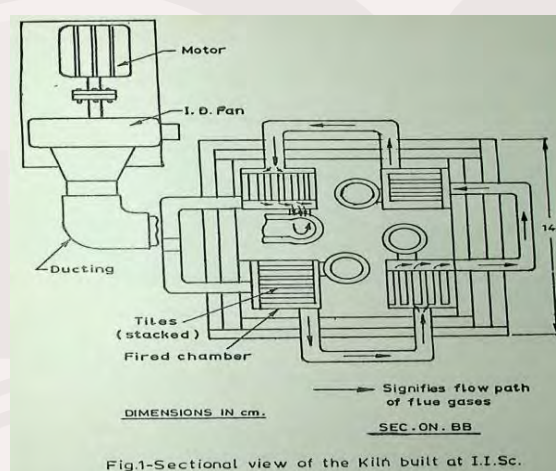 Motor
I. D. Fan
Ducting
14
Tiles
(stacked)
Fired chamber
Signifies flow path
of flue gases
DIMENSIONS IN cm.
SEC. ON. BB
Fig.1-Sectional view of the Kiln built at I.I.Sc.